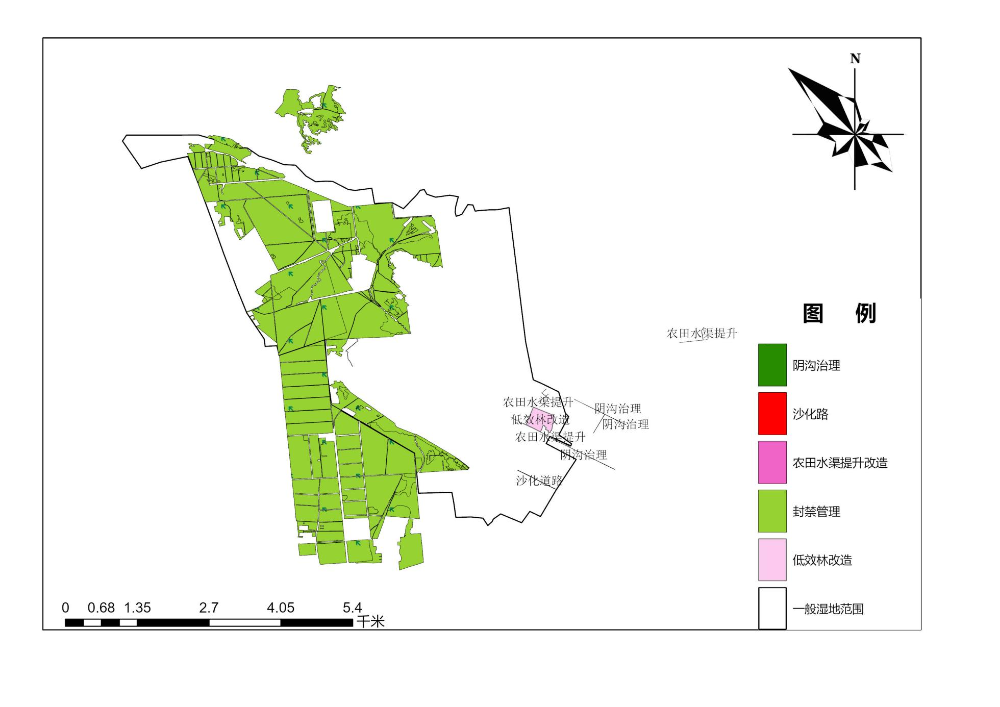 N
农田水渠提升
农田水渠提升
阴沟治理
低效林改造
阴沟治理
农田水渠提升
阴沟治理
沙化道路
图 例
阴沟治理
沙化路
农田水渠提升改造
封禁管理
低效林改造
一般湿地范围
0 0.68 1.35 2.7 4.05 5.4
千米